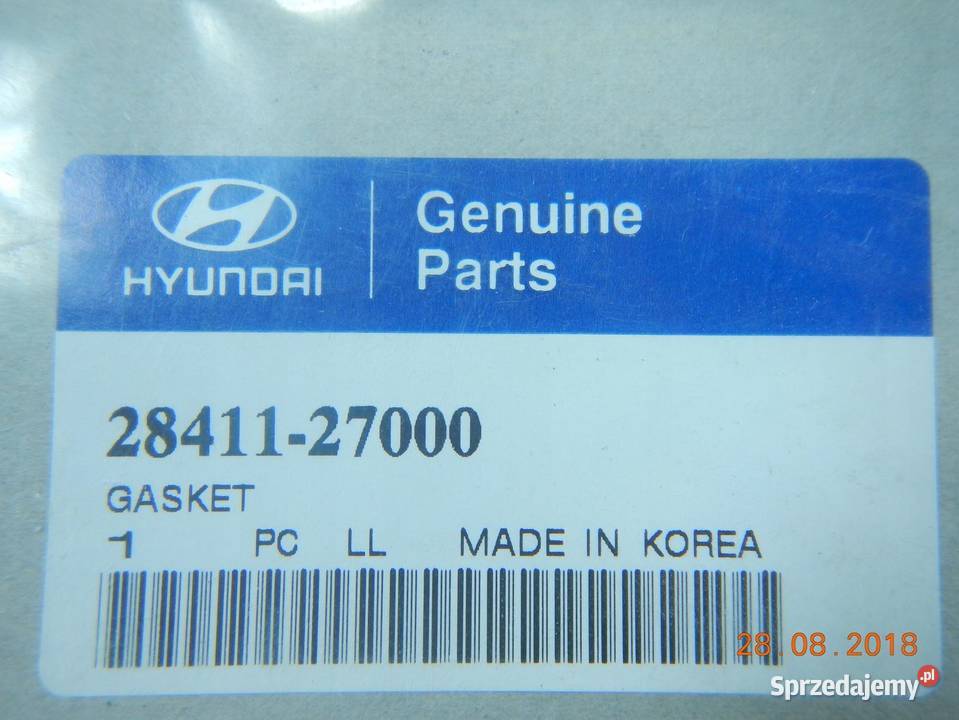 HYUNDAI
Genuine
Parts
28411-27000
GASKET
1 PC LL MADE IN KOREA
28.08.2018
Sprzedajemy.pl